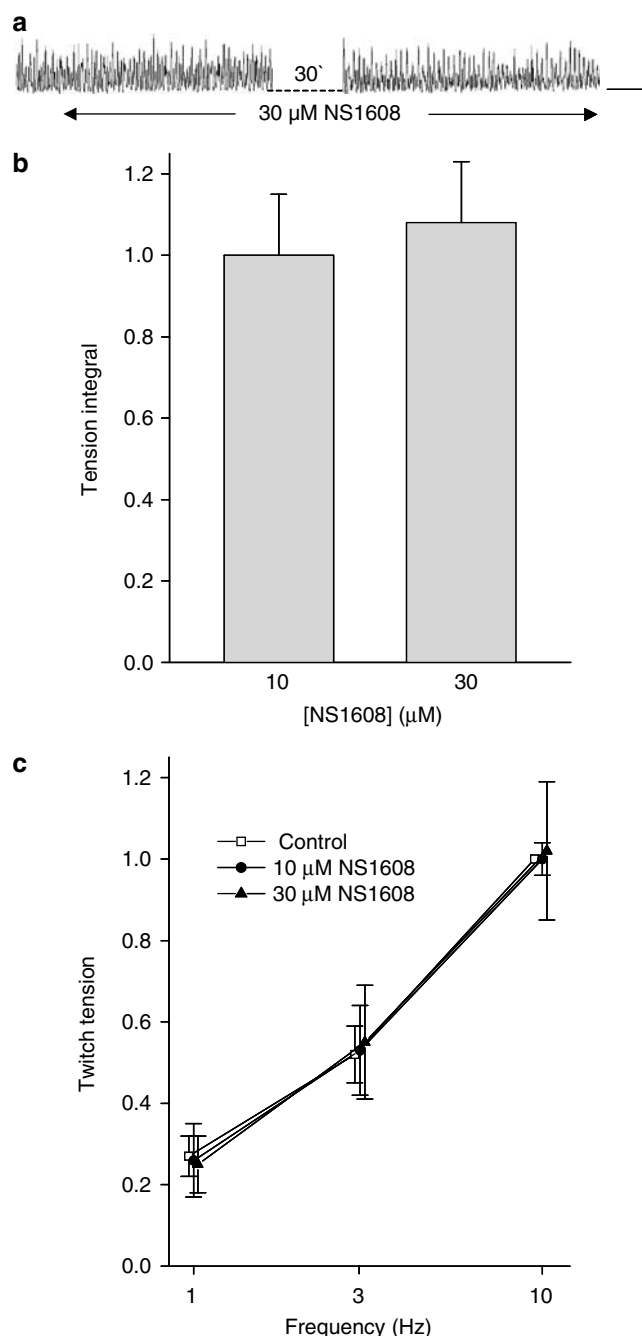 a
30`
30 µM NS1608
b
1.2
1.0
0.8
0.6
0.4
0.2
0.0
Tension integral
10 30
[NS1608] (µM)
c
1.2
1.0
0.8
0.6
0.4
0.2
0.0
Twitch tension
Control
10 µM NS1608
30 µM NS1608
1 3 10
Frequency (Hz)